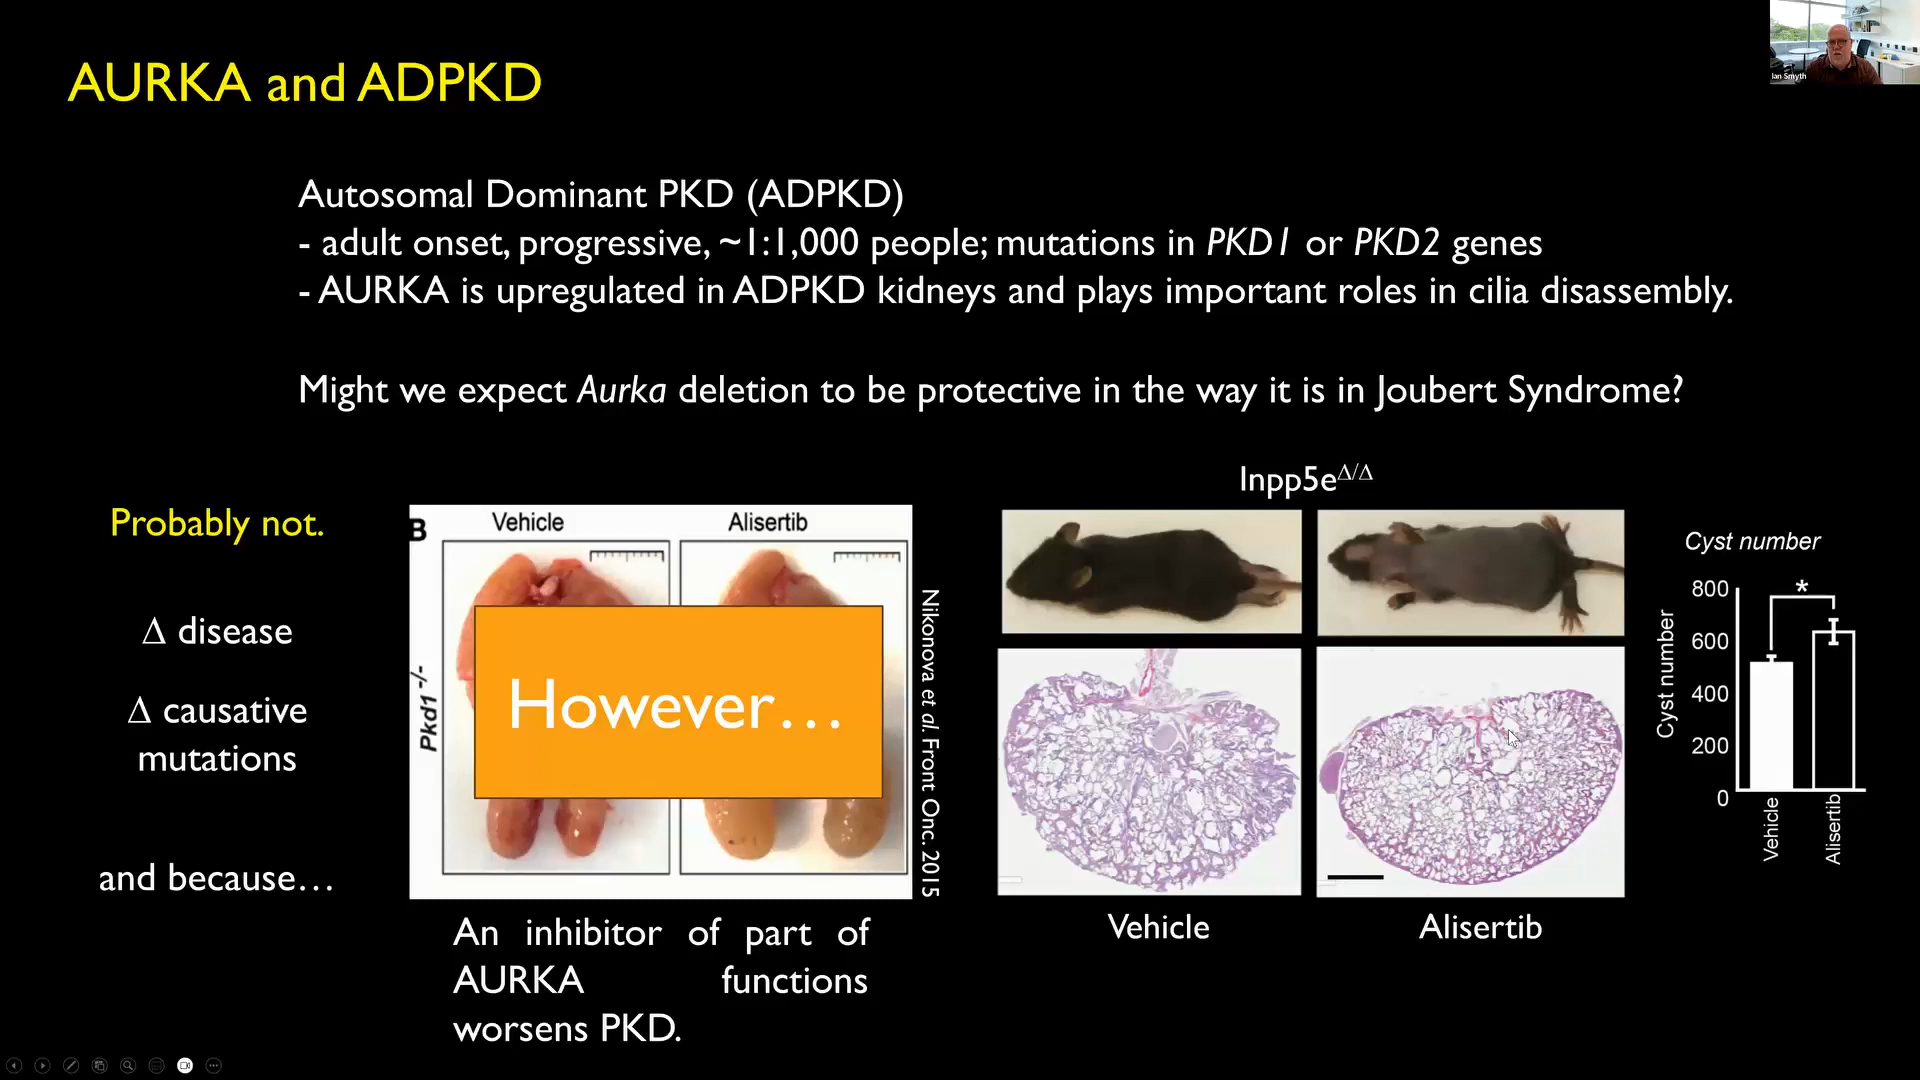 Ian Smyth
AURKA and ADPKD
Autosomal Dominant PKD (ADPKD)
- adult onset, progressive, ~1:1,000 people; mutations in PKD1 or PKD2 genes
- AURKA is upregulated in ADPKD kidneys and plays important roles in cilia disassembly.
Might we expect Aurka deletion to be protective in the way it is in Joubert Syndrome?
Probably not.
Δ disease
Δ causative
mutations
and because…
B
Vehicle
Alisertib
Pkd1-/-
However…
Nikonova et al. Front Onc. 2015
An inhibitor of part of
AURKA functions
worsens PKD.
Inpp5eΔ/Δ
Vehicle
Alisertib
Cyst number
Cyst number
800
600
400
200
0
*
Vehicle
Alisertib